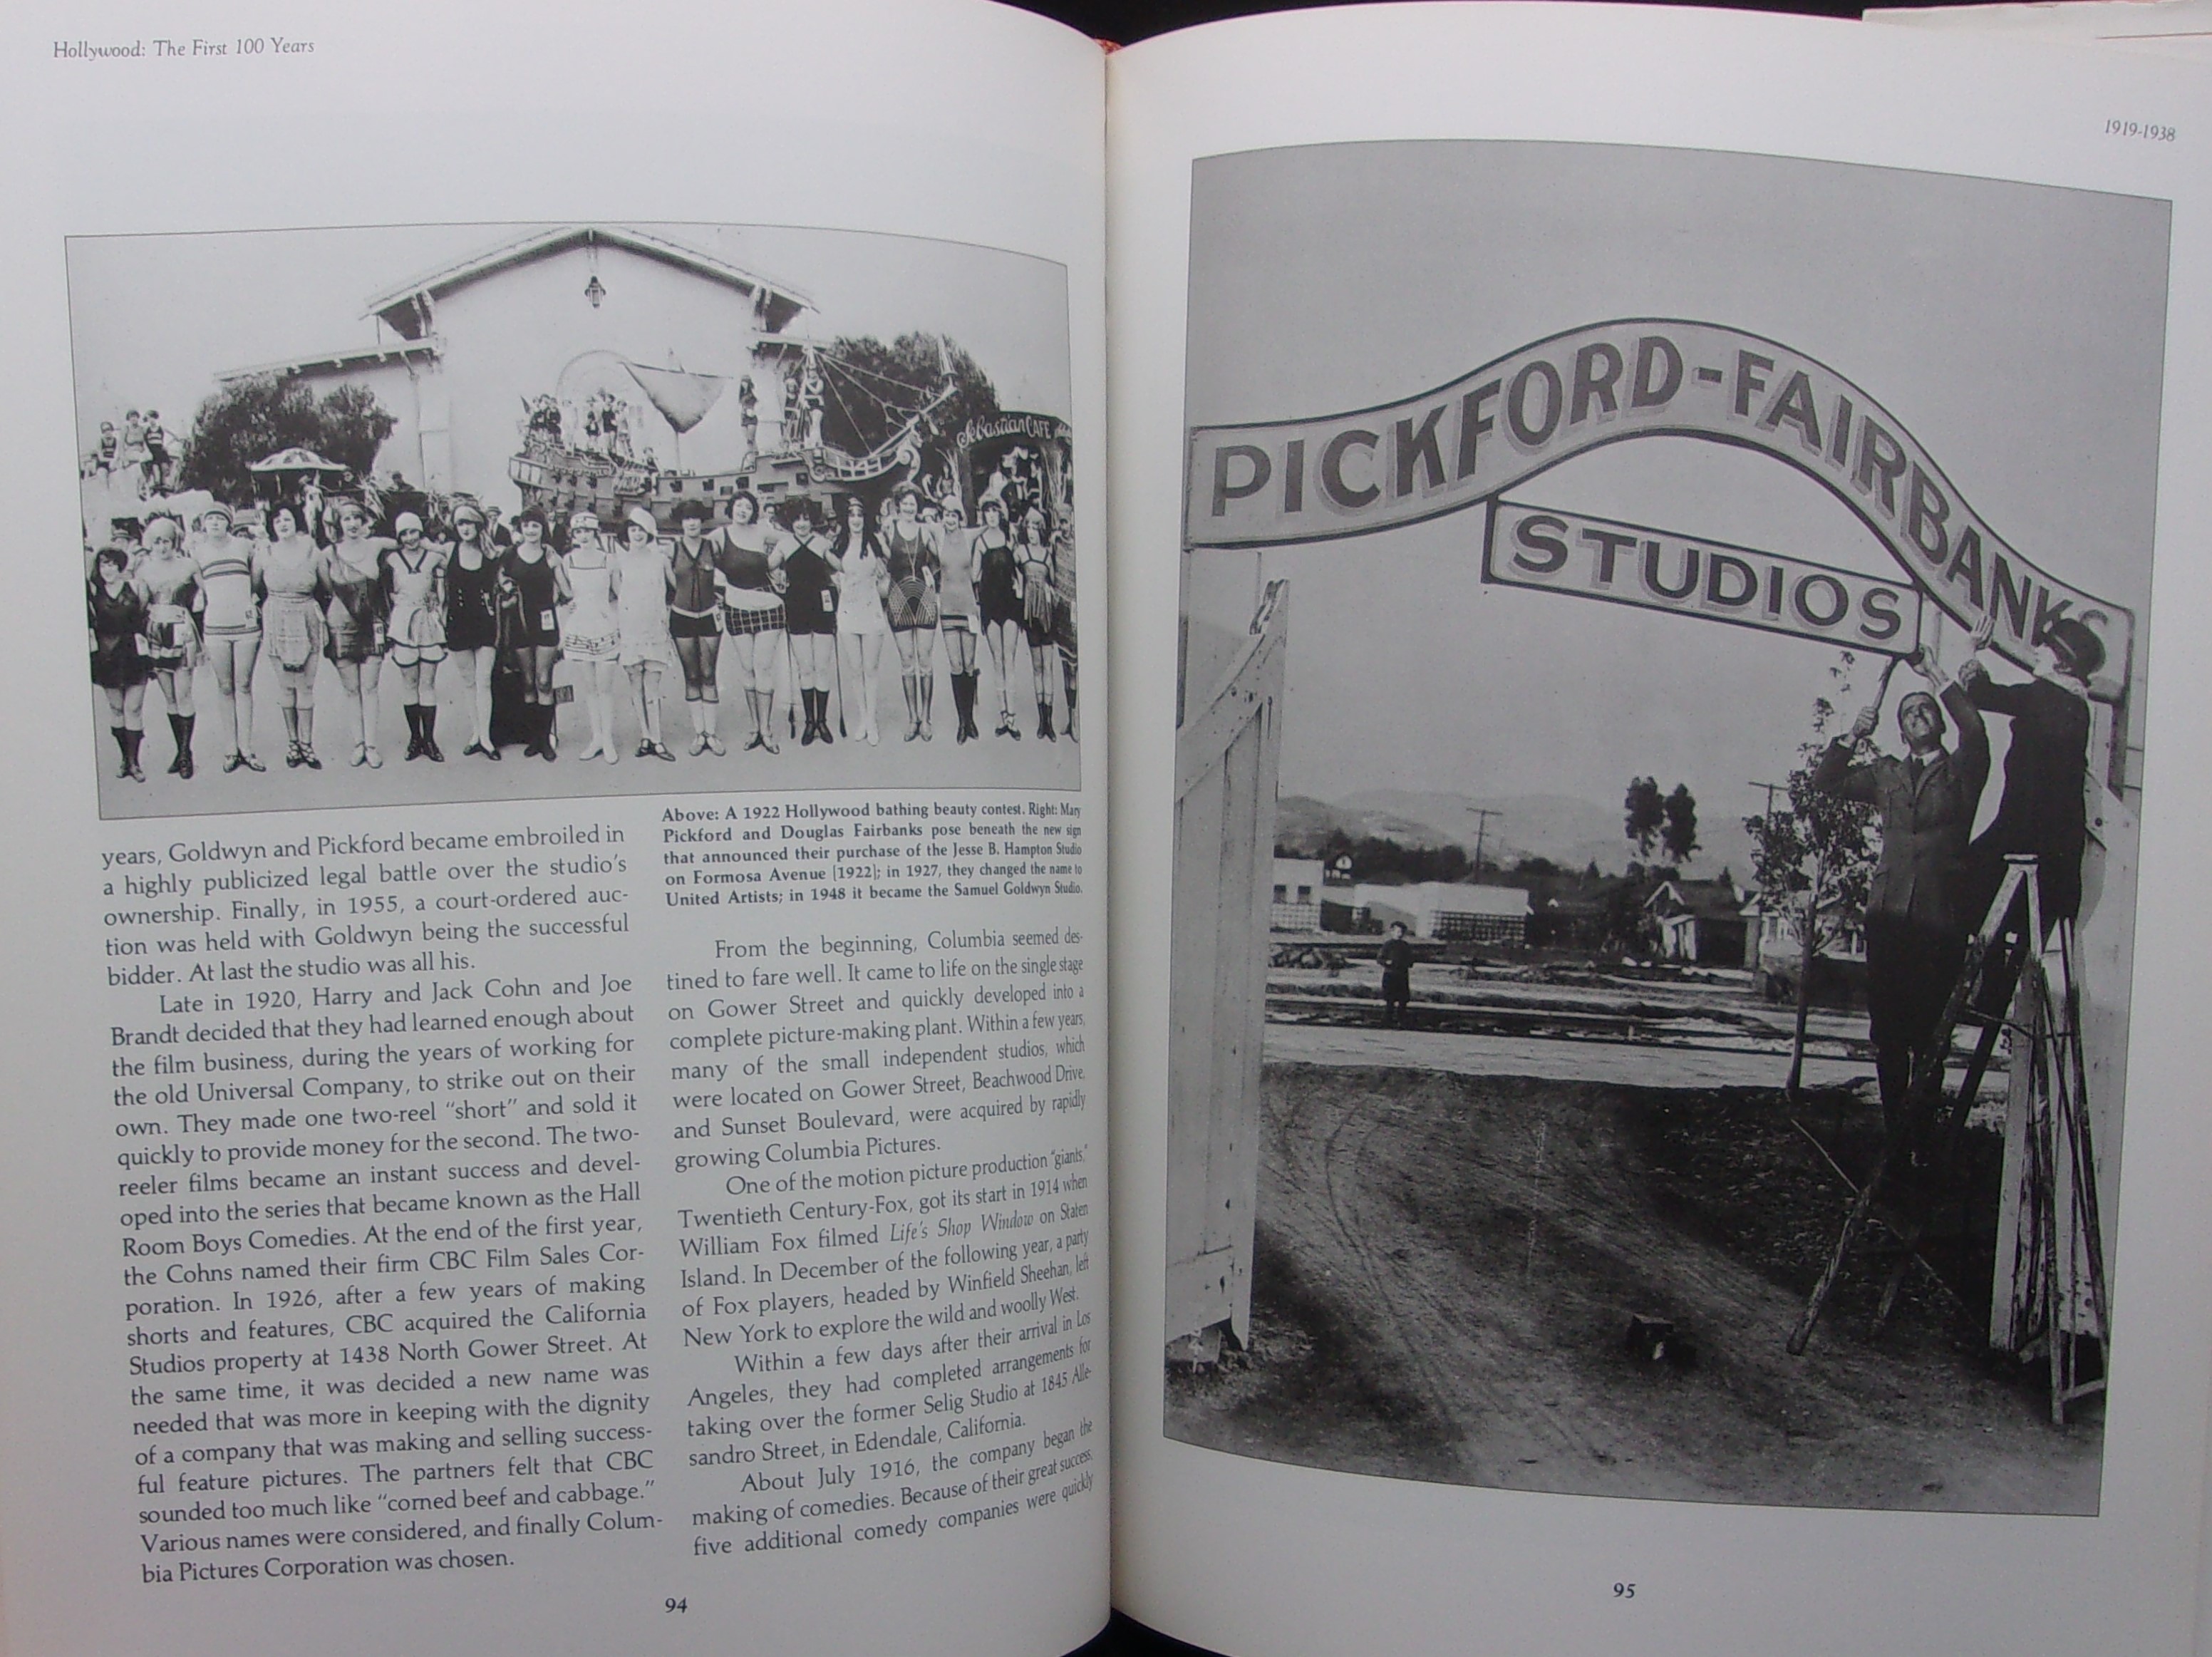 Hollywood: The First 100 Years
Sebastian CAFE
years, Goldwyn and Pickford became embroiled in
a highly publicized legal battle over the studio's
ownership. Finally, in 1955, a court-ordered auc-
tion was held with Goldwyn being the successful
bidder. At last the studio was all his.
Late in 1920, Harry and Jack Cohn and Joe
Brandt decided that they had learned enough about
the film business, during the years of working for
the old Universal Company, to strike out on their
own. They made one two-reel “short” and sold it
quickly to provide money for the second. The two-
reeler films became an instant success and devel-
oped into the series that became known as the Hall
Room Boys Comedies. At the end of the first year,
the Cohns named their firm CBC Film Sales Cor-
poration. In 1926, after a few years of making
shorts and features, CBC acquired the California
Studios property at 1438 North Gower Street. At
the same time, it was decided a new name was
needed that was more in keeping with the dignity
of a company that was making and selling success-
ful feature pictures. The partners felt that CBC
sounded too much like “corned beef and cabbage.”
Various names were considered, and finally Colum-
bia Pictures Corporation was chosen.
Above: A 1922 Hollywood bathing beauty contest. Right: Mary
Pickford and Douglas Fairbanks pose beneath the new sign
that announced their purchase of the Jesse B. Hampton Studio
on Formosa Avenue [1922]; in 1927, they changed the name to
United Artists; in 1948 it became the Samuel Goldwyn Studio.
From the beginning, Columbia seemed des-
tined to fare well. It came to life on the single stage
on Gower Street and quickly developed into a
complete picture-making plant. Within a few years,
many of the small independent studios, which
were located on Gower Street, Beachwood Drive,
and Sunset Boulevard, were acquired by rapidly
growing Columbia Pictures.
One of the motion picture production “giants,”
Twentieth Century-Fox, got its start in 1914 when
William Fox filmed Life's Shop Window on Staten
Island. In December of the following year, a party
of Fox players, headed by Winfield Sheehan, left
New York to explore the wild and woolly West.
Within a few days after their arrival in Los
Angeles, they had completed arrangements for
taking over the former Selig Studio at 1845 Alle-
sandro Street, in Edendale, California.
About July 1916, the company began the
making of comedies. Because of their great success,
five additional comedy companies were quickly
94
1919-1938
PICKFORD-FAIRBANKS
STUDIOS
95